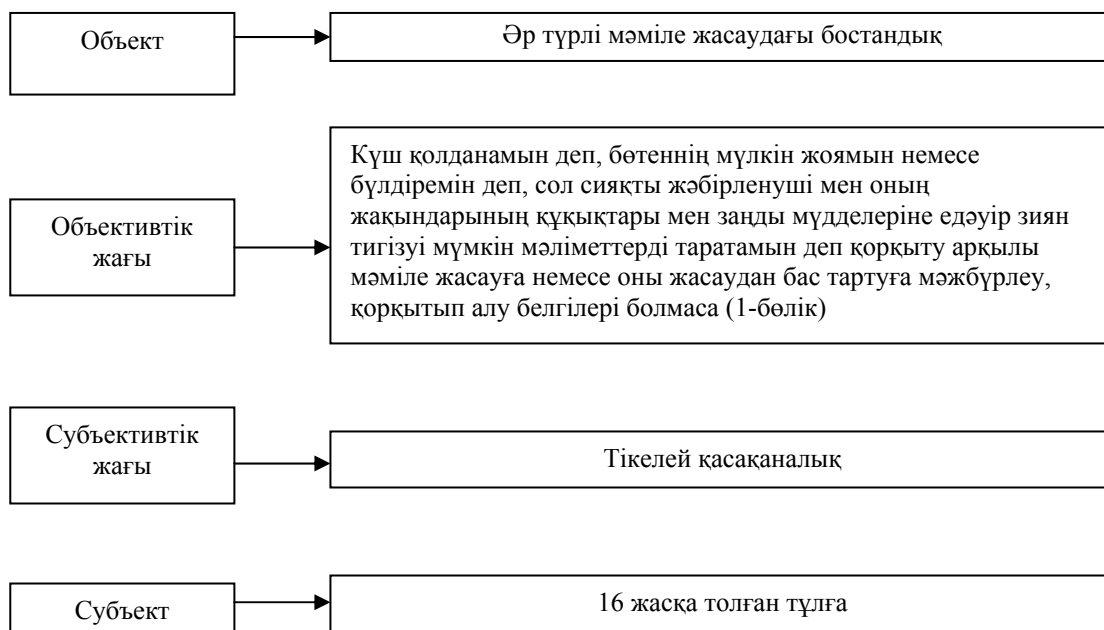 Объект
Әр түрлі мәміле жасаудағы бостандық
Объективтік
жағы
Күш қолданамын деп, бөтеннің мүлкін жоямын немесе
бүлдіремін деп, сол сияқты жәбірленуші мен оның
жақындарының құқықтары мен заңды мүдделеріне едәуір зиян
тигізуі мүмкін мәліметтерді таратамын деп қорқыту арқылы
мәміле жасауға немесе оны жасаудан бас тартуға мәжбүрлеу,
қорқытып алу белгілері болмаса (1-бөлік)
Субъективтік
жағы
Тікелей қасақаналық
Субъект
16 жасқа толған тұлға